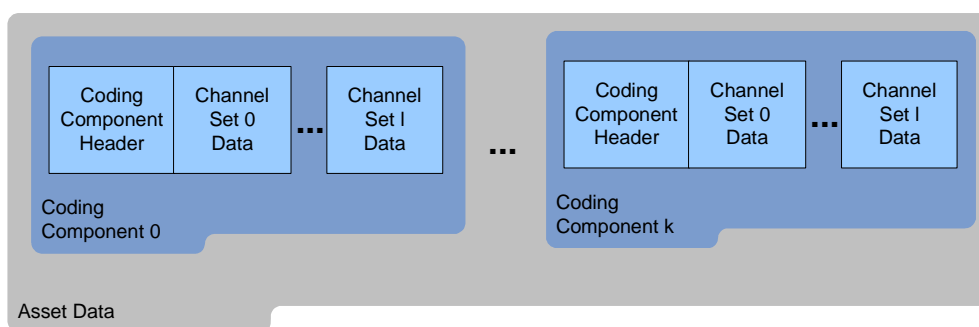 Coding
Component
Header
Channel
Set 0
Data
...
Channel
Set l
Data
Coding
Component 0
...
Coding
Component
Header
Channel
Set 0
Data
...
Channel
Set l
Data
Coding
Component k
Asset Data